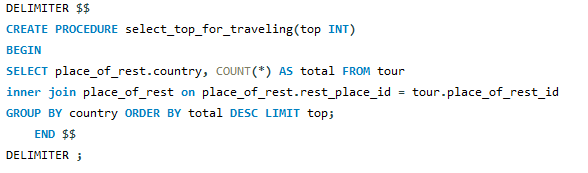 DELIMITER $$
CREATE PROCEDURE select_top_for_traveling(top INT)
BEGIN
SELECT place_of_rest.country, COUNT(*) AS total FROM tour
inner join place_of_rest on place_of_rest.rest_place_id = tour.place_of_rest_id
GROUP BY country ORDER BY total DESC LIMIT top;
    END $$
DELIMITER ;